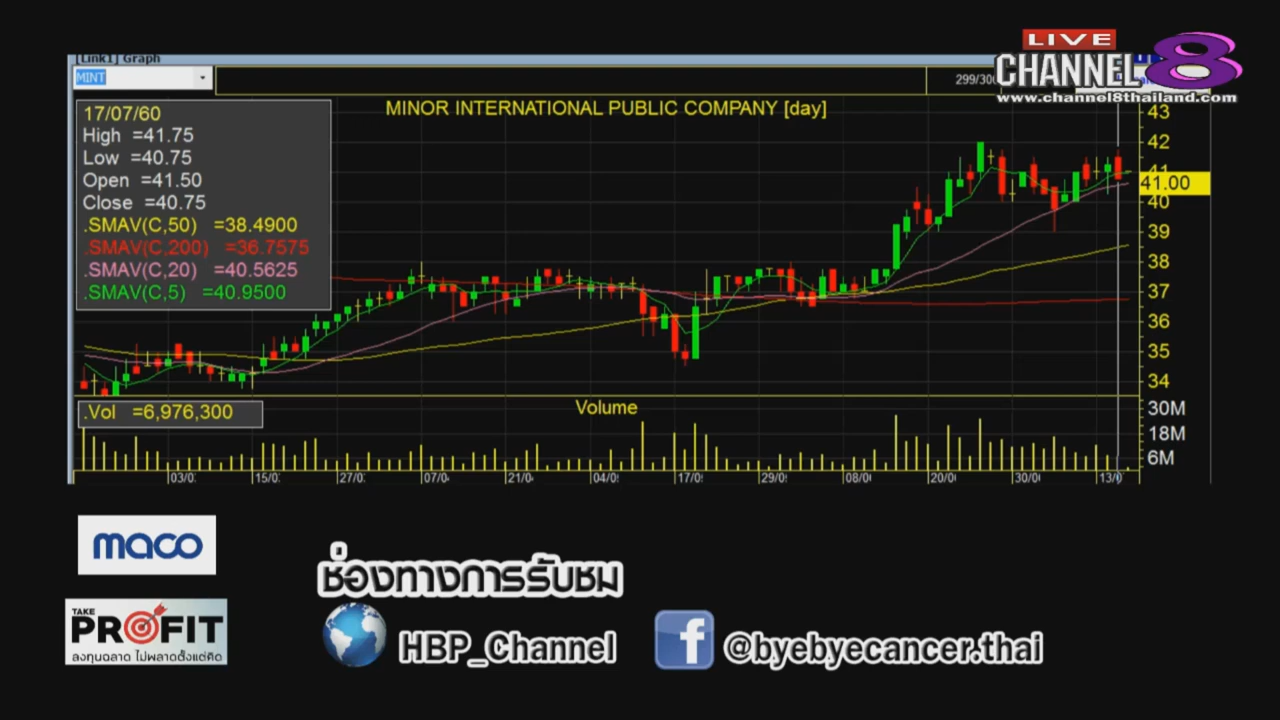 [Link1] Graph
LIVE
CHANNEL 8
www.channel8thailand.com
MINT
299/300
MINOR INTERNATIONAL PUBLIC COMPANY [day]
17/07/60
High =41.75
Low =40.75
Open =41.50
Close =40.75
.SMAV(C,50) =38.4900
.SMAV(C,200) =36.7575
.SMAV(C,20) =40.5625
.SMAV(C,5) =40.9500
43
42
41
41.00
40
39
38
37
36
35
34
.Vol =6,976,300
Volume
30M
18M
6M
03/0 15/0 27/0 07/0 21/0 04/0 17/0 29/0 08/0 20/0 30/0 13/0
maco
ช่องทางการรับชม
TAKE
PROFIT
ลงทุนฉลาด ไม่พลาดตั้งแต่คิด
HBP_Channel
f @byebyecancer.thai